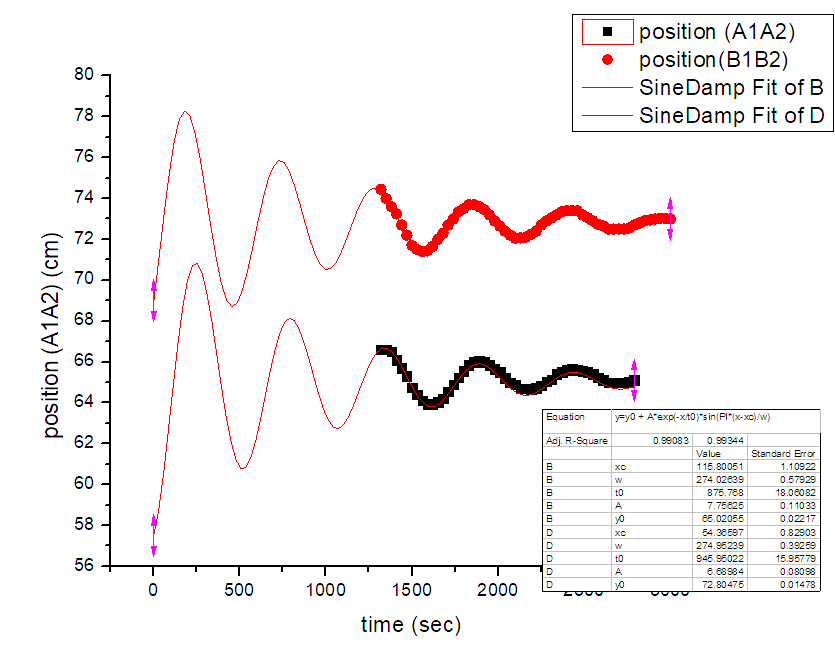 position (A1A2)
position(B1B2)
SineDamp Fit of B
SineDamp Fit of D
80
78
76
74
72
70
68
66
64
62
60
58
56
position (A1A2) (cm)
0
500
1000
1500
2000
time (sec)
Equation y=y0 + A*exp(-x/t0)*sin(PI*(x-xc)/w)
Adj. R-Square 0.99083 0.99344
Value Standard Error
B xc 115.80051 1.10922
B w 274.02639 0.57929
B t0 875.768 18.06082
B A 7.75625 0.11033
B y0 65.02055 0.02217
D xc 54.36597 0.82903
D w 274.95239 0.39259
D t0 945.95022 15.95779
D A 6.68984 0.08098
D y0 72.80475 0.01478